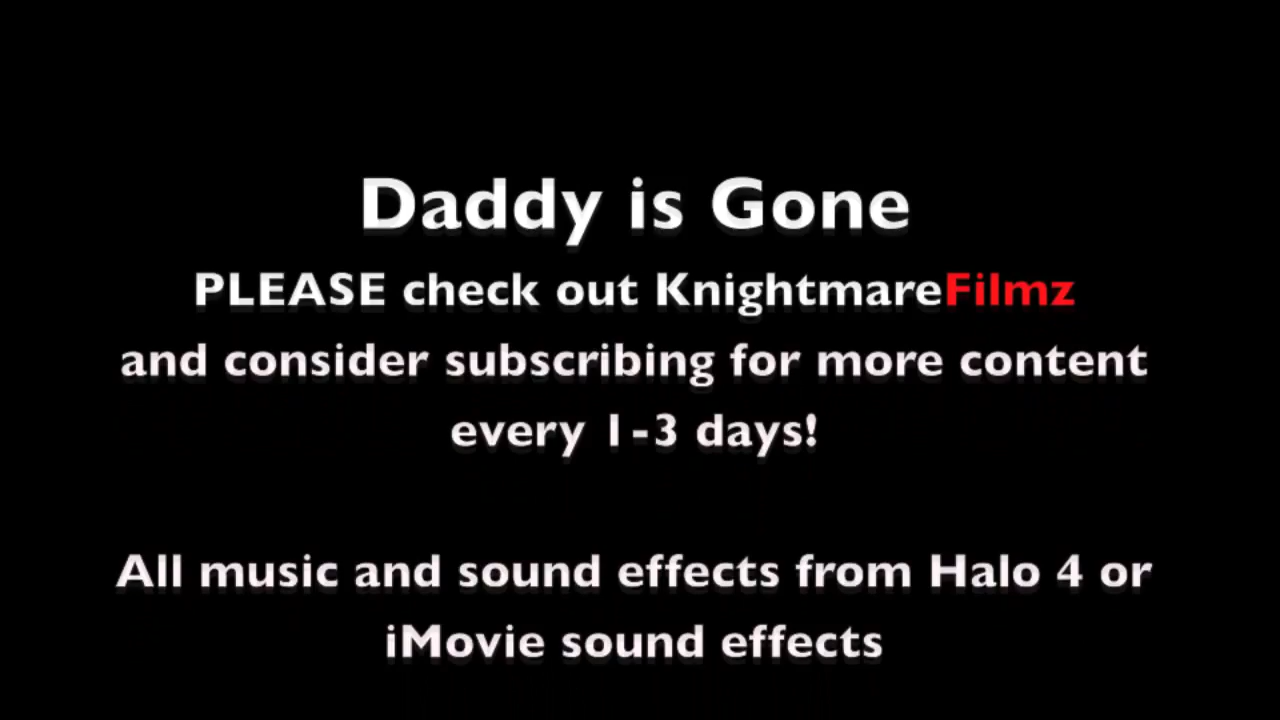 Daddy is Gone
PLEASE check out KnightmareFilmz
and consider subscribing for more content
every 1-3 days!
All music and sound effects from Halo 4 or
iMovie sound effects